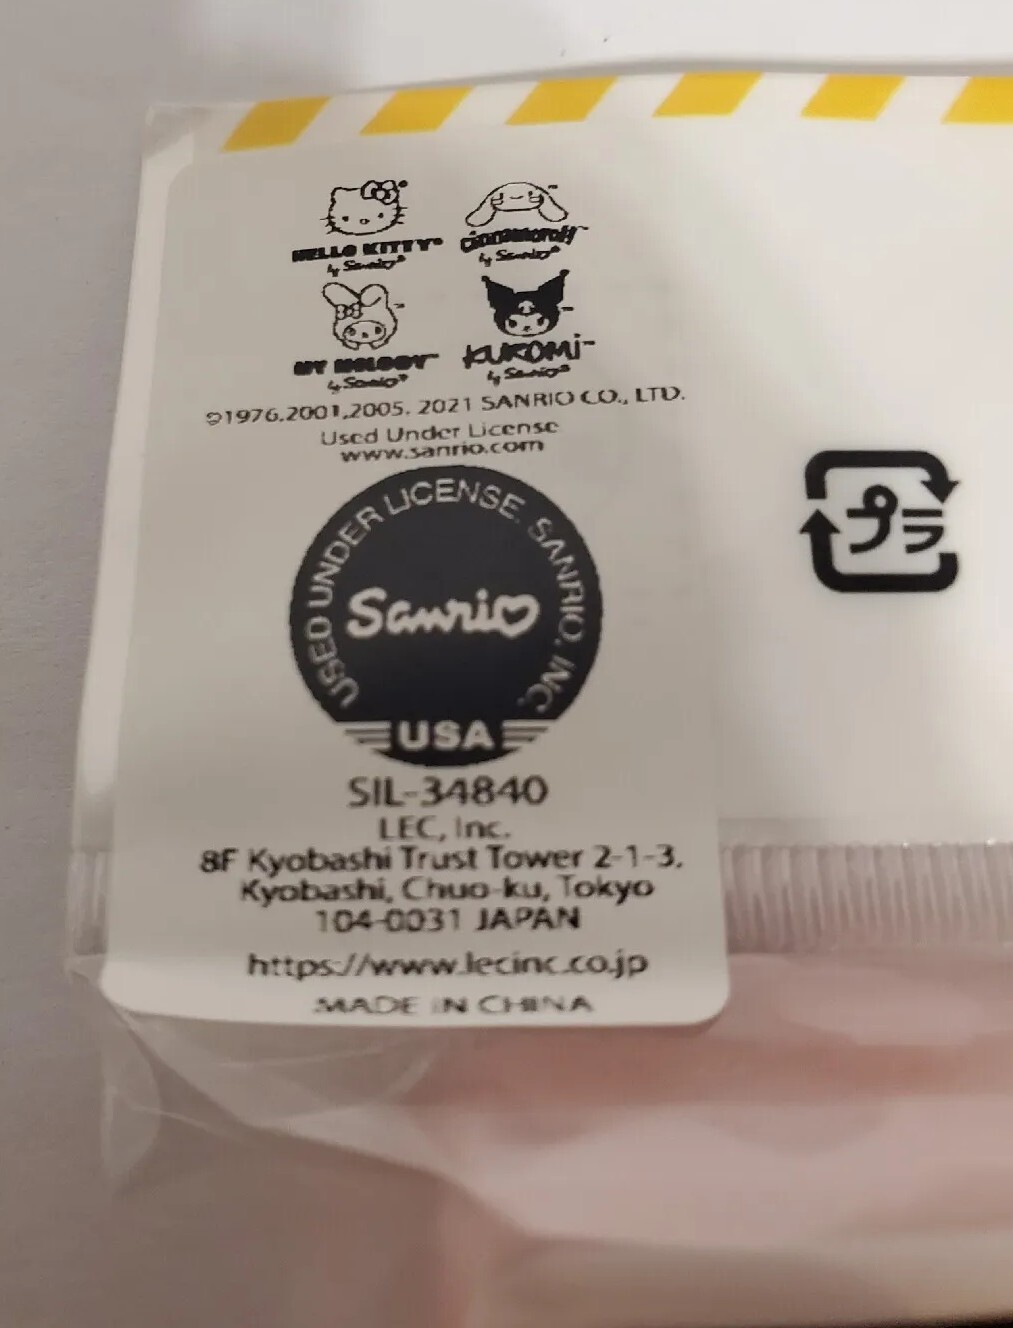 HELLO KITTY®
by Sanrio®
cinnamoroll™
by Sanrio®
MY MELODY™
by Sanrio®
KUROMI™
by Sanrio®
©1976,2001,2005, 2021 SANRIO CO., LTD.
Used Under License
www.sanrio.com
USED UNDER LICENSE. SANRIO, INC.
Sanrio
USA
SIL-34840
LEC, Inc.
8F Kyobashi Trust Tower 2-1-3,
Kyobashi, Chuo-ku, Tokyo
104-0031 JAPAN
https://www.lecinc.co.jp
MADE IN CHINA
プラ